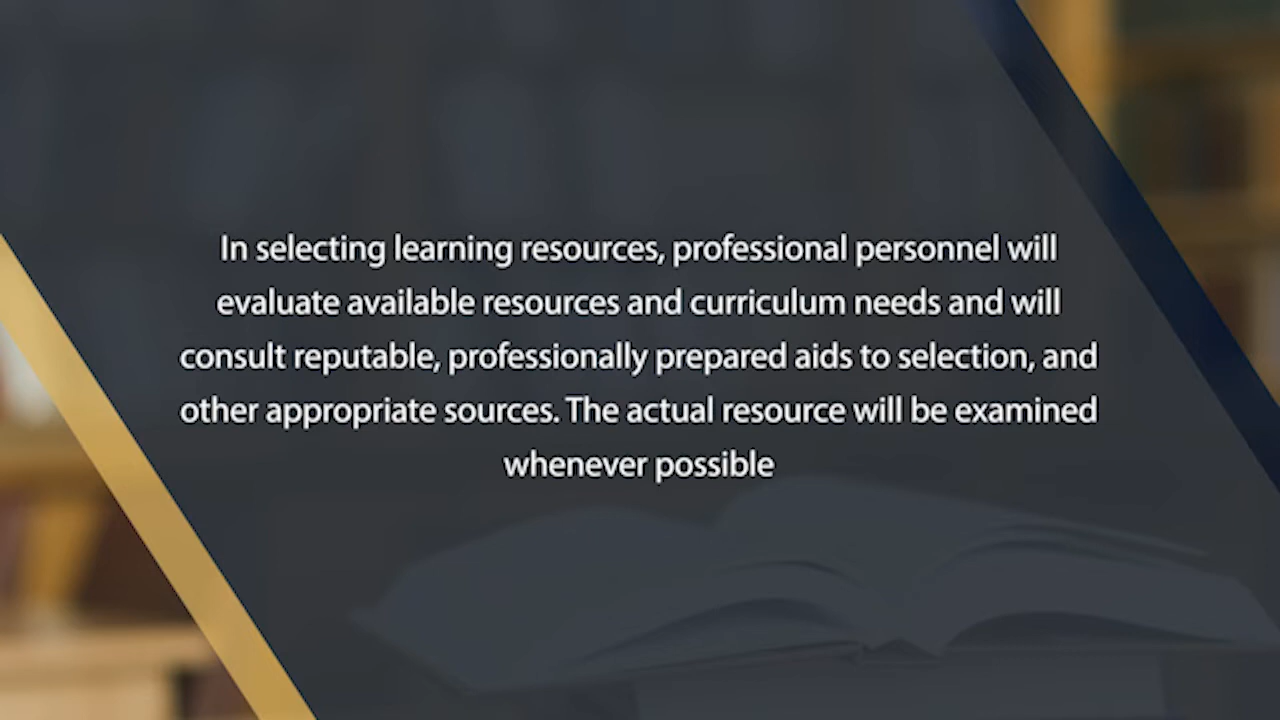 In selecting learning resources, professional personnel will
evaluate available resources and curriculum needs and will
consult reputable, professionally prepared aids to selection, and
other appropriate sources. The actual resource will be examined
whenever possible